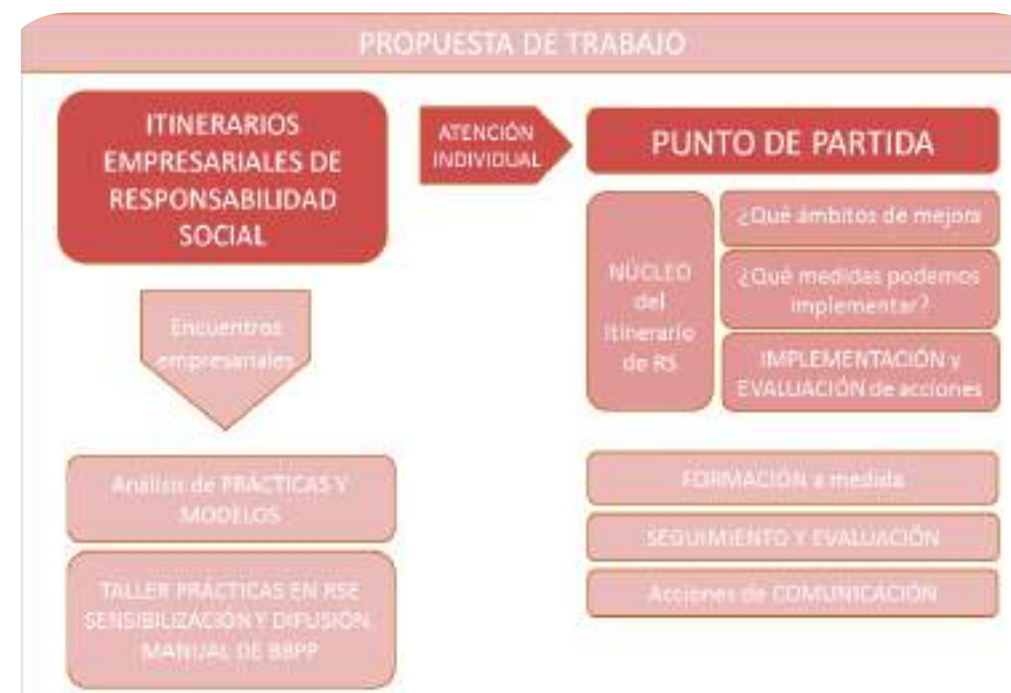 PROPUESTA DE TRABAJO
ITINERARIOS
EMPRESARIALES DE
RESPONSABILIDAD
SOCIAL
ATENCIÓN
INDIVIDUAL
PUNTO DE PARTIDA
Encuentros
empresariales
NÚCLEO
del
Itinerario
de RS
¿Qué ámbitos de mejora
¿Qué medidas podemos
implementar?
IMPLEMENTACIÓN y
EVALUACIÓN de acciones
Análisis de PRÁCTICAS Y
MODELOS
TALLER PRÁCTICAS EN RSE
SENSIBILIZACIÓN Y DIFUSIÓN
MANUAL DE BBPP
FORMACIÓN a medida
SEGUIMIENTO Y EVALUACIÓN
Acciones de COMUNICACIÓN